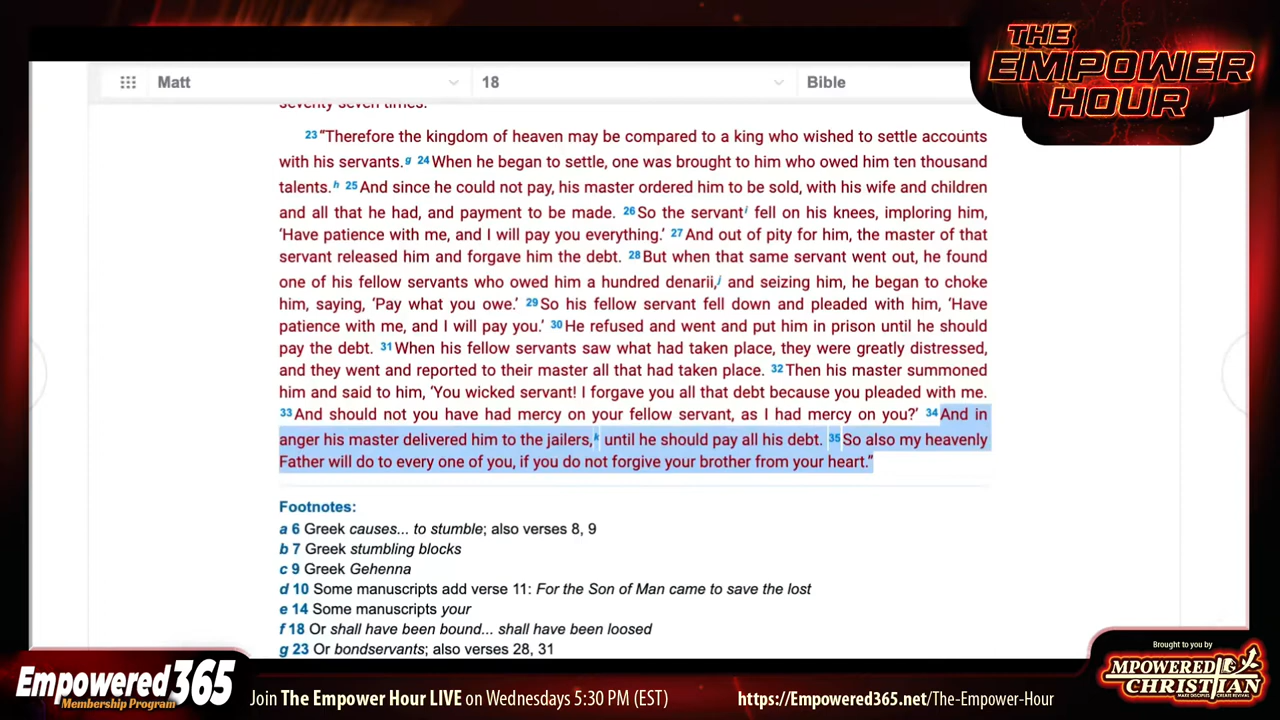 THE
EMPOWER
HOUR
Matt
18
Bible
seventy seven times.
23 “Therefore the kingdom of heaven may be compared to a king who wished to settle accounts
with his servants.g 24 When he began to settle, one was brought to him who owed him ten thousand
talents.h 25 And since he could not pay, his master ordered him to be sold, with his wife and children
and all that he had, and payment to be made. 26 So the servanti fell on his knees, imploring him,
‘Have patience with me, and I will pay you everything.’ 27 And out of pity for him, the master of that
servant released him and forgave him the debt. 28 But when that same servant went out, he found
one of his fellow servants who owed him a hundred denarii,j and seizing him, he began to choke
him, saying, ‘Pay what you owe.’ 29 So his fellow servant fell down and pleaded with him, ‘Have
patience with me, and I will pay you.’ 30 He refused and went and put him in prison until he should
pay the debt. 31 When his fellow servants saw what had taken place, they were greatly distressed,
and they went and reported to their master all that had taken place. 32 Then his master summoned
him and said to him, ‘You wicked servant! I forgave you all that debt because you pleaded with me.
33 And should not you have had mercy on your fellow servant, as I had mercy on you?’ 34 And in
anger his master delivered him to the jailers,k until he should pay all his debt. 35 So also my heavenly
Father will do to every one of you, if you do not forgive your brother from your heart.”
Footnotes:
a 6 Greek causes... to stumble; also verses 8, 9
b 7 Greek stumbling blocks
c 9 Greek Gehenna
d 10 Some manuscripts add verse 11: For the Son of Man came to save the lost
e 14 Some manuscripts your
f 18 Or shall have been bound... shall have been loosed
g 23 Or bondservants; also verses 28, 31
Empowered365
Membership Program
Join The Empower Hour LIVE on Wednesdays 5:30 PM (EST)
https://Empowered365.net/The-Empower-Hour
Brought to you by
MPOWERED
CHRISTIAN
MAKE DISCIPLES CREATE REVIVAL